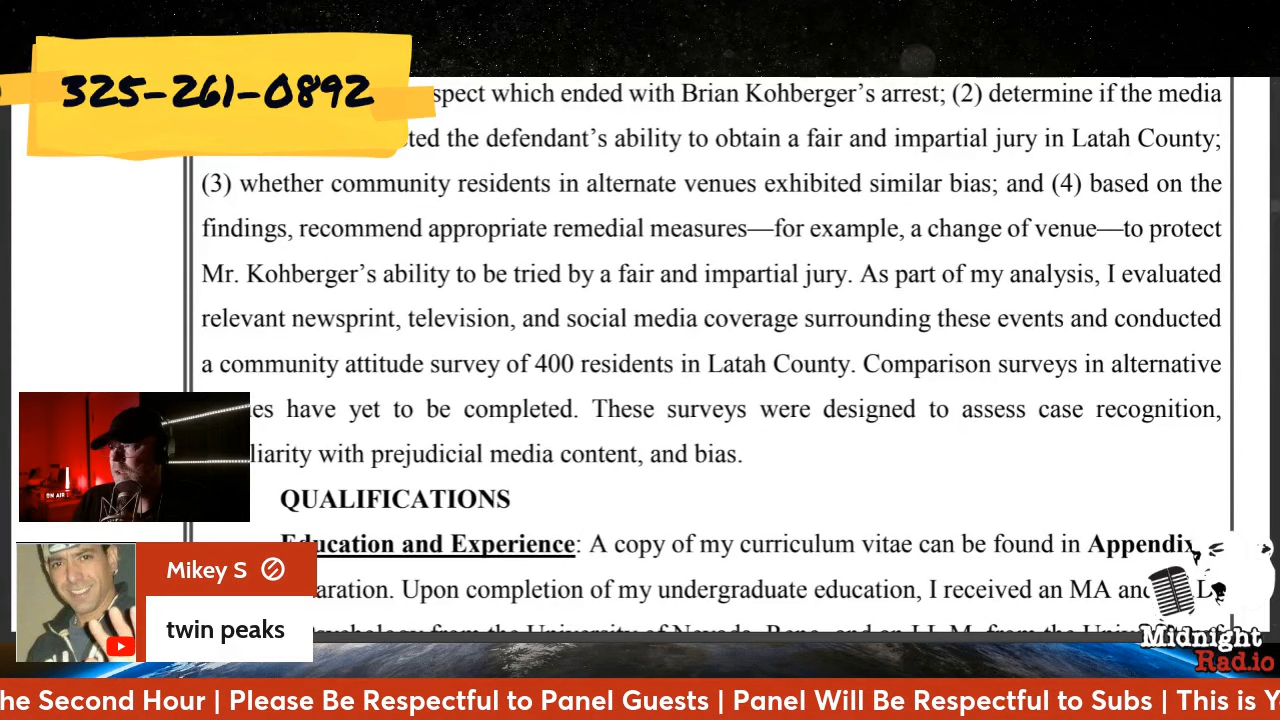 325-261-0892
spect which ended with Brian Kohberger’s arrest; (2) determine if the media
ted the defendant’s ability to obtain a fair and impartial jury in Latah County;
(3) whether community residents in alternate venues exhibited similar bias; and (4) based on the
findings, recommend appropriate remedial measures—for example, a change of venue—to protect
Mr. Kohberger’s ability to be tried by a fair and impartial jury. As part of my analysis, I evaluated
relevant newsprint, television, and social media coverage surrounding these events and conducted
a community attitude survey of 400 residents in Latah County. Comparison surveys in alternative
es have yet to be completed. These surveys were designed to assess case recognition,
liarity with prejudicial media content, and bias.
QUALIFICATIONS
Education and Experience: A copy of my curriculum vitae can be found in Appendix
aration. Upon completion of my undergraduate education, I received an MA and
ON AIR
Mikey S
twin peaks
Midnight
Rad.io
he Second Hour | Please Be Respectful to Panel Guests | Panel Will Be Respectful to Subs | This is Y